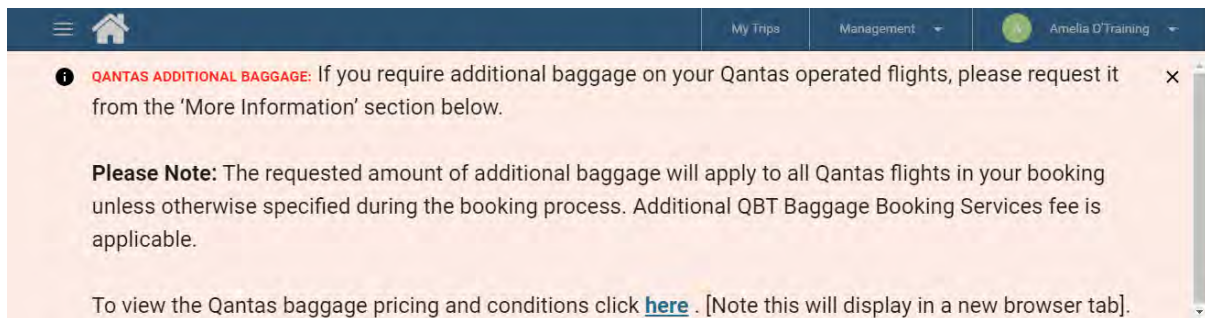 My Trips Management Amelia D'Training
QANTAS ADDITIONAL BAGGAGE: If you require additional baggage on your Qantas operated flights, please request it
from the 'More Information' section below.
Please Note: The requested amount of additional baggage will apply to all Qantas flights in your booking
unless otherwise specified during the booking process. Additional QBT Baggage Booking Services fee is
applicable.
To view the Qantas baggage pricing and conditions click here . [Note this will display in a new browser tab].